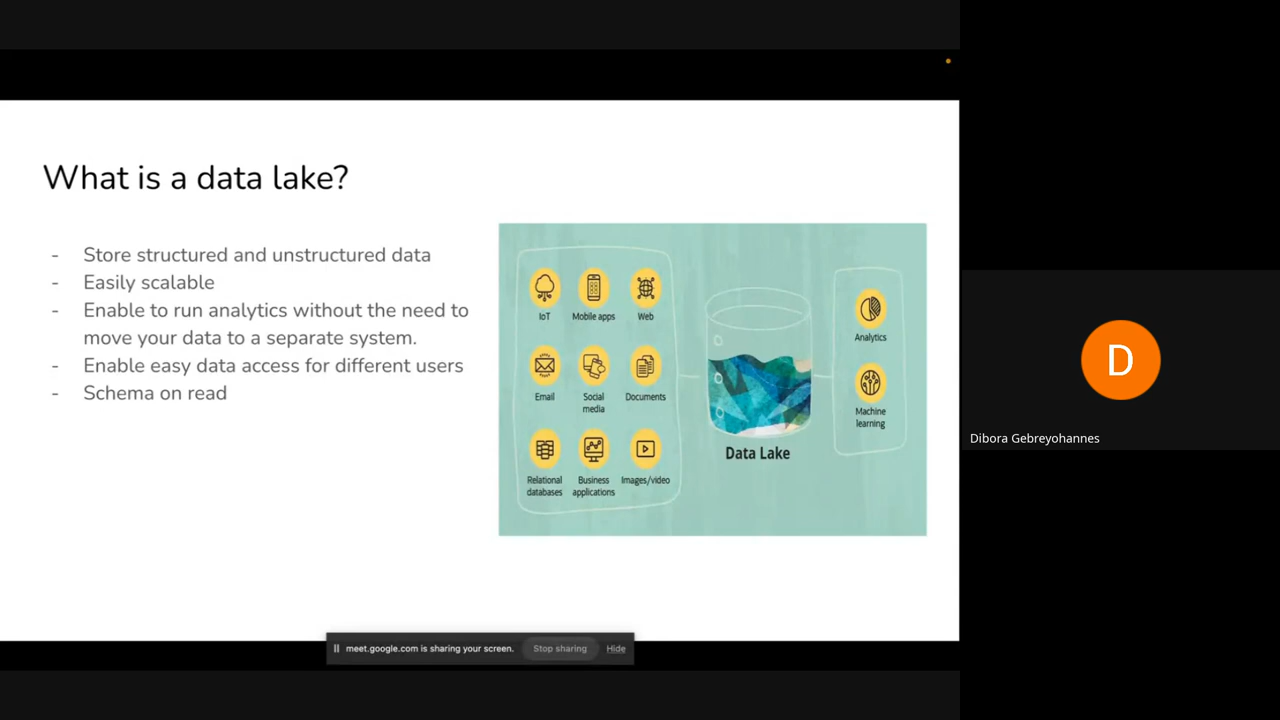 What is a data lake?
- Store structured and unstructured data
- Easily scalable
- Enable to run analytics without the need to
move your data to a separate system.
- Enable easy data access for different users
- Schema on read
IoT
Mobile apps
Web
Email
Social
media
Documents
Relational
databases
Business
applications
Images/video
Data Lake
Analytics
Machine
learning
meet.google.com is sharing your screen. Stop sharing Hide
D
Dibora Gebreyohannes